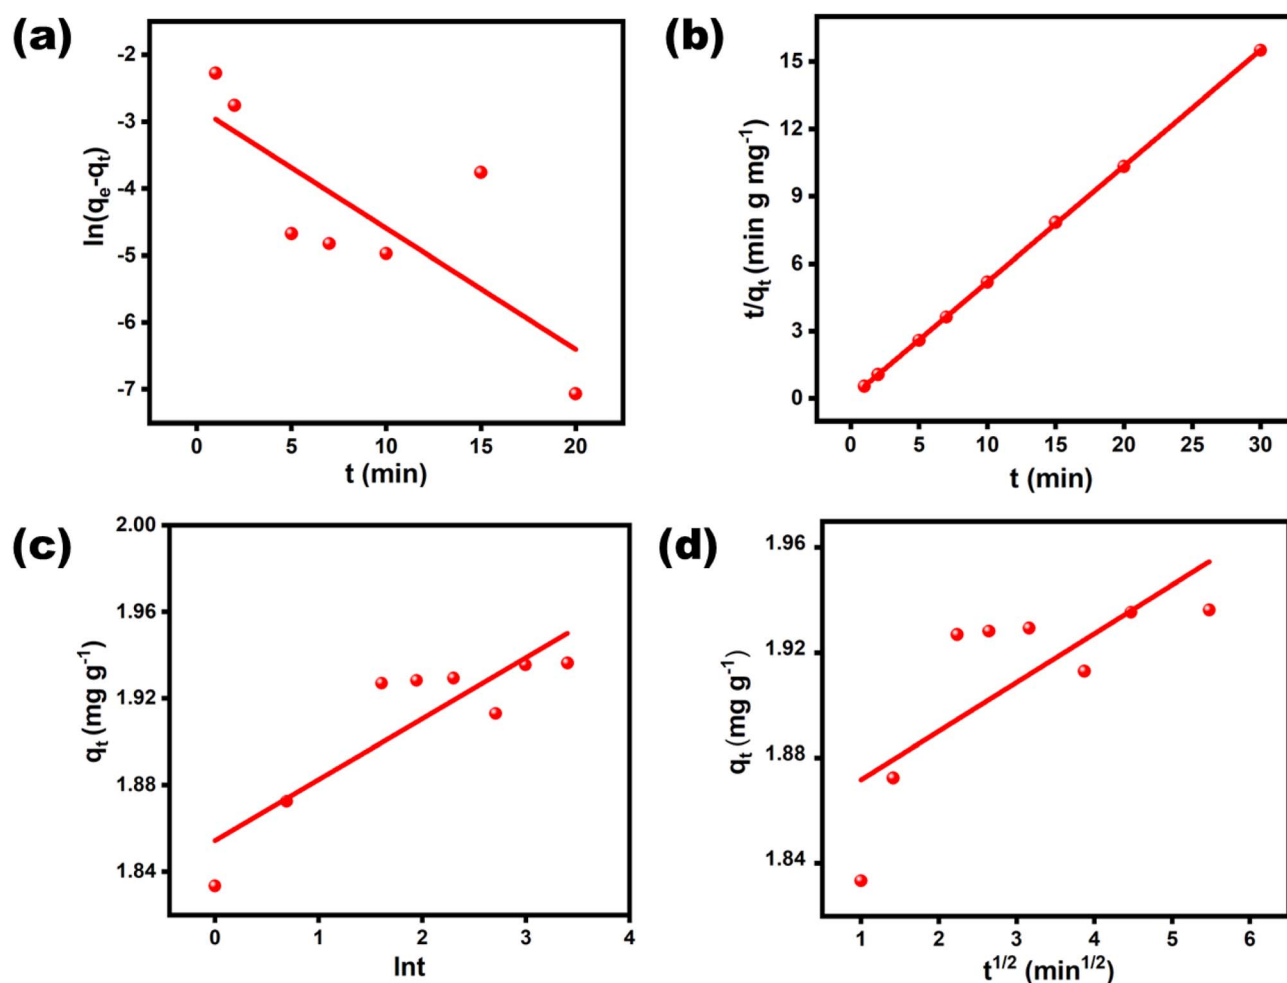 (a)
-2
-3
-4
-5
-6
-7
ln(qe-qt)
0 5 10 15 20
t (min)
(b)
15
12
9
6
3
0
t/qt (min g mg-1)
0 5 10 15 20 25 30
t (min)
(c)
2.00
1.96
1.92
1.88
1.84
qt (mg g-1)
0 1 2 3 4
lnt
(d)
1.96
1.92
1.88
1.84
qt (mg g-1)
1 2 3 4 5 6
t1/2 (min1/2)